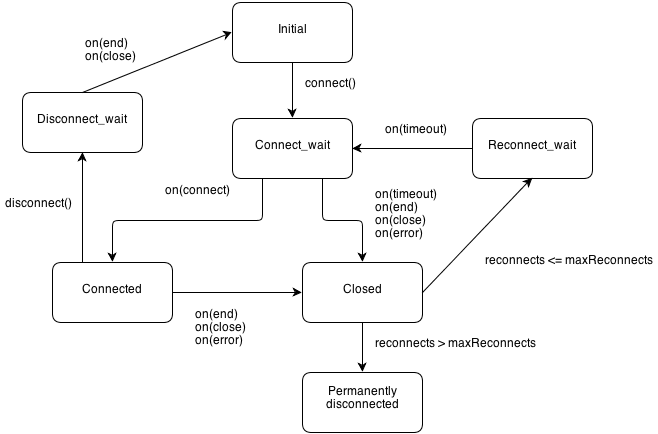 Initial
on(end)
on(close)
connect()
Disconnect_wait
Connect_wait
on(timeout)
Reconnect_wait
disconnect()
on(connect)
on(timeout)
on(end)
on(close)
on(error)
reconnects <= maxReconnects
Connected
Closed
on(end)
on(close)
on(error)
reconnects > maxReconnects
Permanently
disconnected